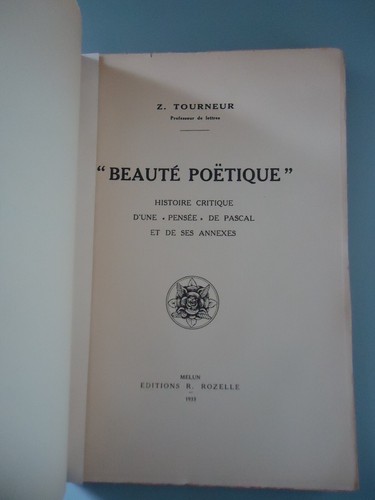 Z. TOURNEUR
Professeur de lettres
"BEAUTÉ POËTIQUE"
HISTOIRE CRITIQUE
D'UNE « PENSÉE » DE PASCAL
ET DE SES ANNEXES
MELUN
EDITIONS R. ROZELLE
1933